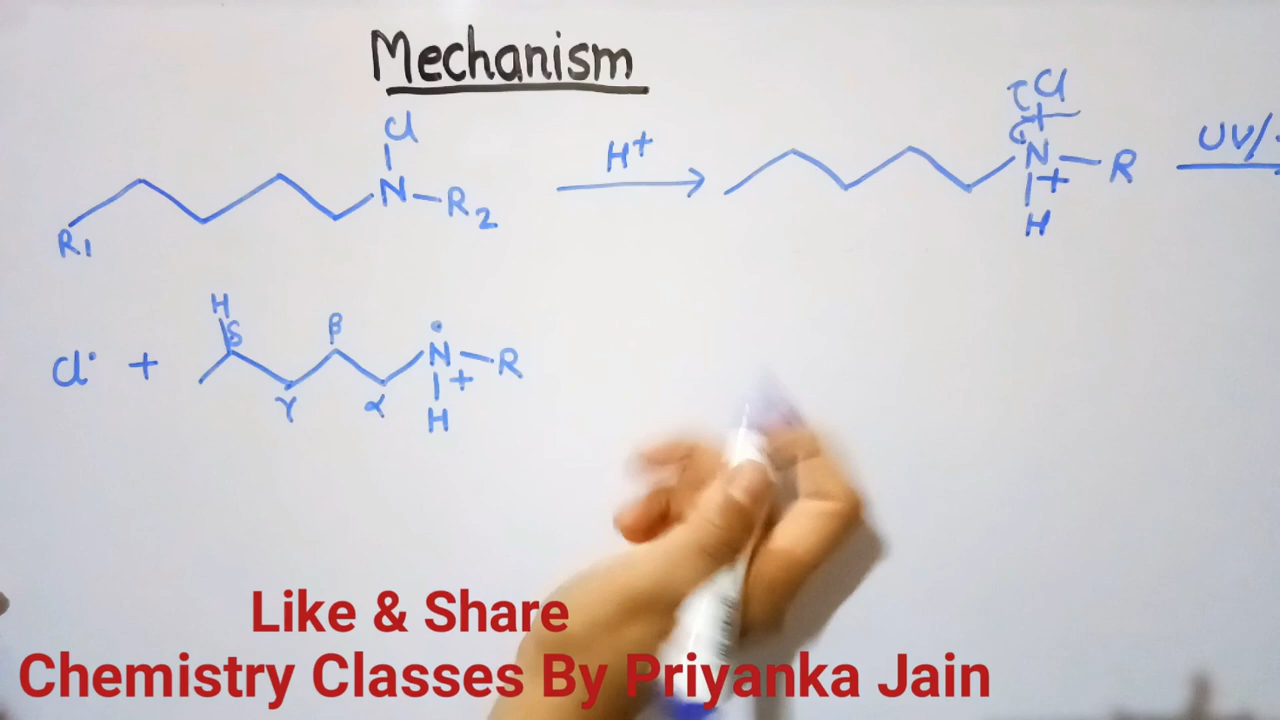 Mechanism
Cl
N-R2
R1
H+
Cl
N-R
+
H
UV/
Cl• + H δ γ β α •N-R
+
H
Like & Share
Chemistry Classes By Priyanka Jain